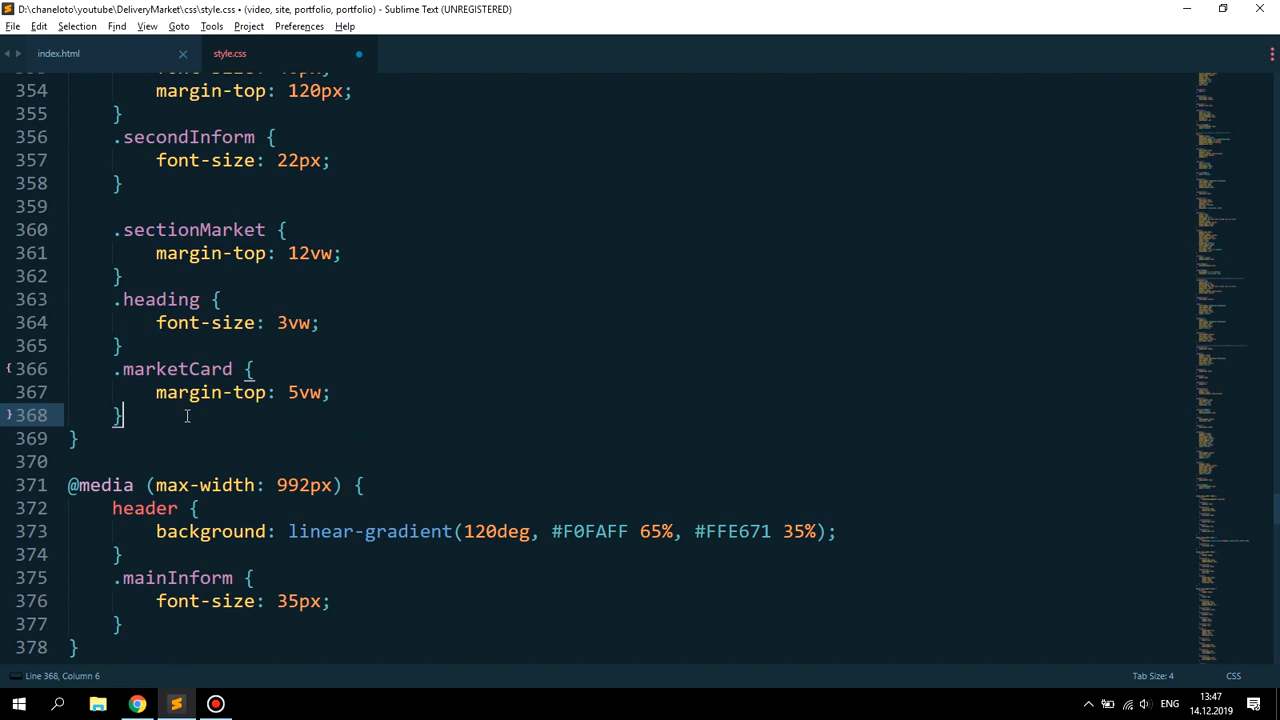 D:\chaneloto\youtube\DeliveryMarket\css\style.css • (video, site, portfolio, portfolio) - Sublime Text (UNREGISTERED)
File Edit Selection Find View Goto Tools Project Preferences Help
index.html style.css
354 margin-top: 120px;
355 }
356 .secondInform {
357 font-size: 22px;
358 }
359
360 .sectionMarket {
361 margin-top: 12vw;
362 }
363 .heading {
364 font-size: 3vw;
365 }
{ 366 .marketCard {
367 margin-top: 5vw;
} 368 }
369 }
370
371 @media (max-width: 992px) {
372 header {
373 background: linear-gradient(120deg, #F0FAFF 65%, #FFE671 35%);
374 }
375 .mainInform {
376 font-size: 35px;
377 }
378 }
Line 368, Column 6 Tab Size: 4 CSS
ENG 13:47
14.12.2019